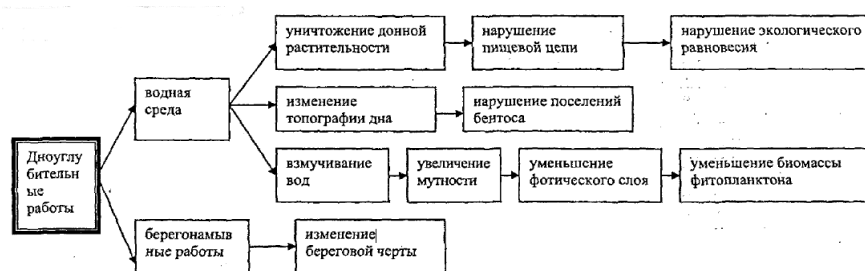 уничтожение донной
растительности
нарушение
пищевой цепи
нарушение экологического
равновесия
водная
среда
изменение
топографии дна
нарушение поселений
бентоса
Дноуглу
бительн
ые
работы
взмучивание
вод
увеличение
мутности
уменьшение
фотического слоя
уменьшение биомассы
фитопланктона
берегонамыв
ные работы
изменение
береговой черты